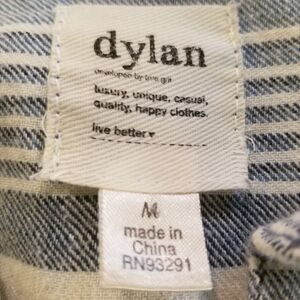 dylan
developed by true grit
luxury, unique, casual,
quality, happy clothes.
live better ♥
M
made in
China
RN93291